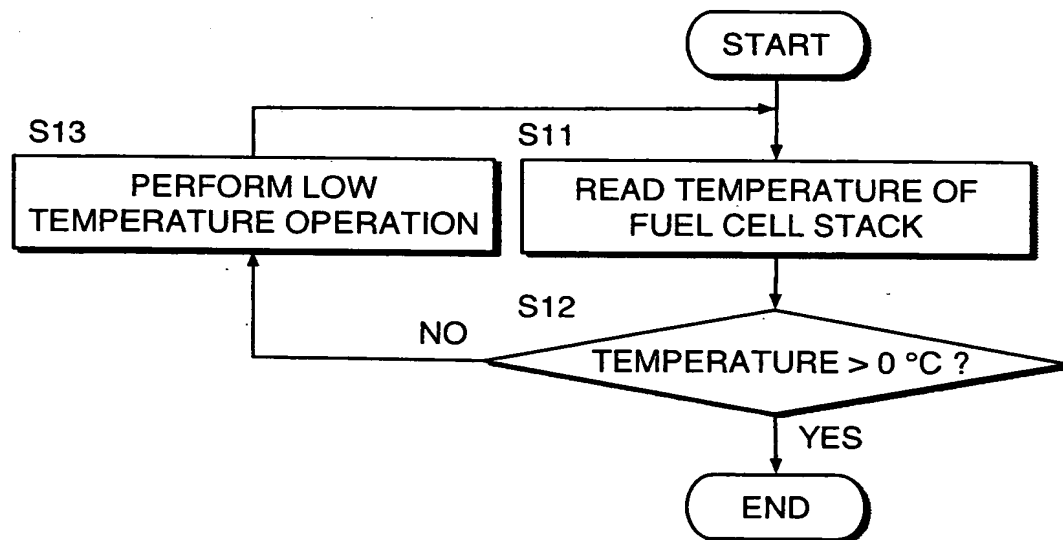 START
S13
S11
PERFORM LOW
TEMPERATURE OPERATION
READ TEMPERATURE OF
FUEL CELL STACK
S12
NO
TEMPERATURE > 0 °C ?
YES
END